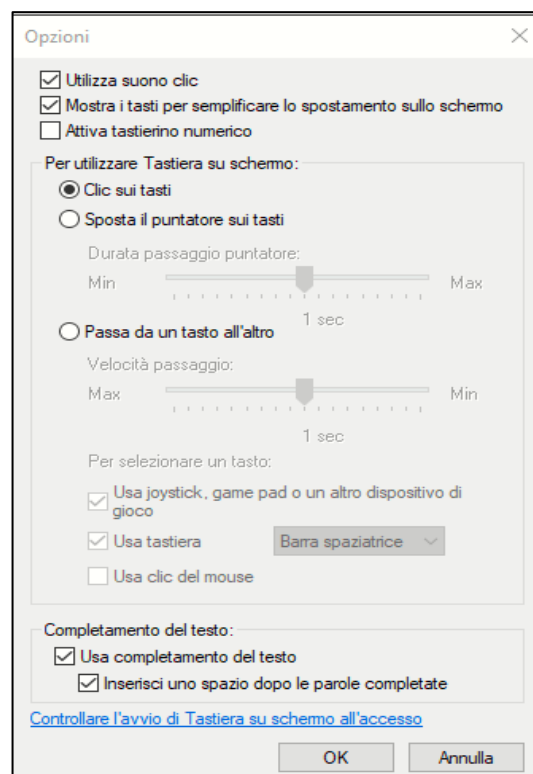 Opzioni
Utilizza suono clic
Mostra i tasti per semplificare lo spostamento sullo schermo
Attiva tastierino numerico
Per utilizzare Tastiera su schermo:
Clic sui tasti
Sposta il puntatore sui tasti
Durata passaggio puntatore:
Min Max
1 sec
Passa da un tasto all'altro
Velocità passaggio:
Max Min
1 sec
Per selezionare un tasto:
Usa joystick, game pad o un altro dispositivo di
gioco
Usa tastiera Barra spaziatrice
Usa clic del mouse
Completamento del testo:
Usa completamento del testo
Inserisci uno spazio dopo le parole completate
Controllare l'avvio di Tastiera su schermo all'accesso
OK Annulla